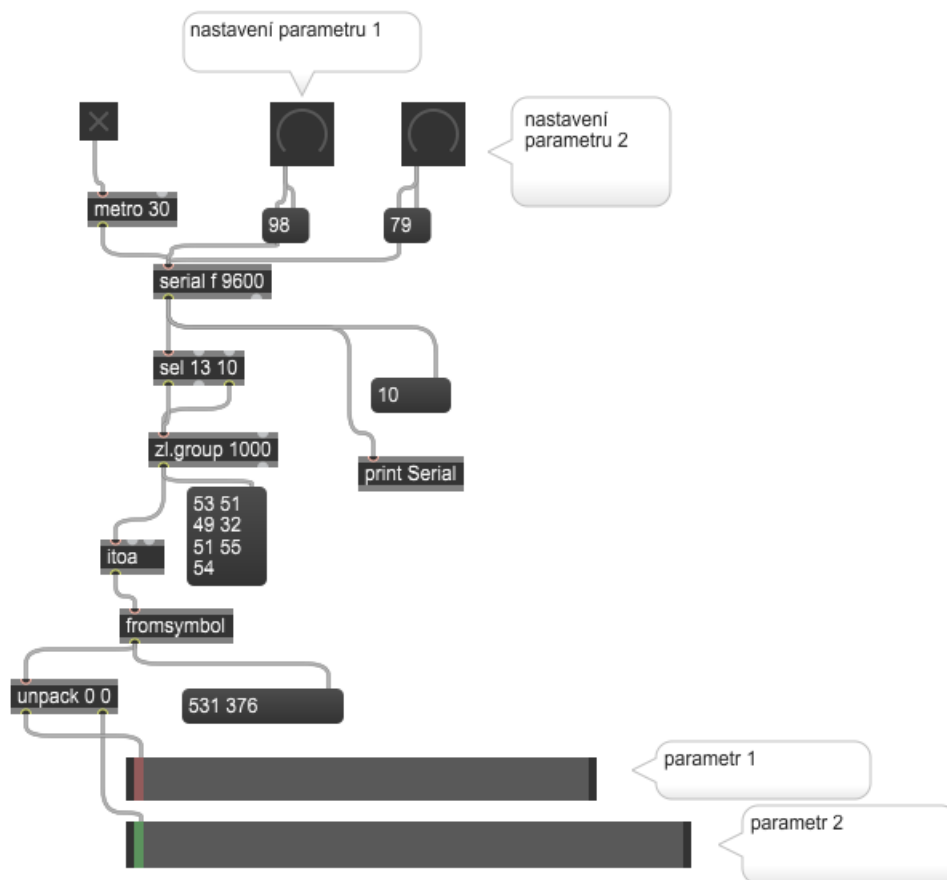 nastavení parametru 1
nastavení
parametru 2
metro 30
98
79
serial f 9600
sel 13 10
10
zl.group 1000
print Serial
53 51
49 32
51 55
54
itoa
fromsymbol
unpack 0 0
531 376
parametr 1
parametr 2